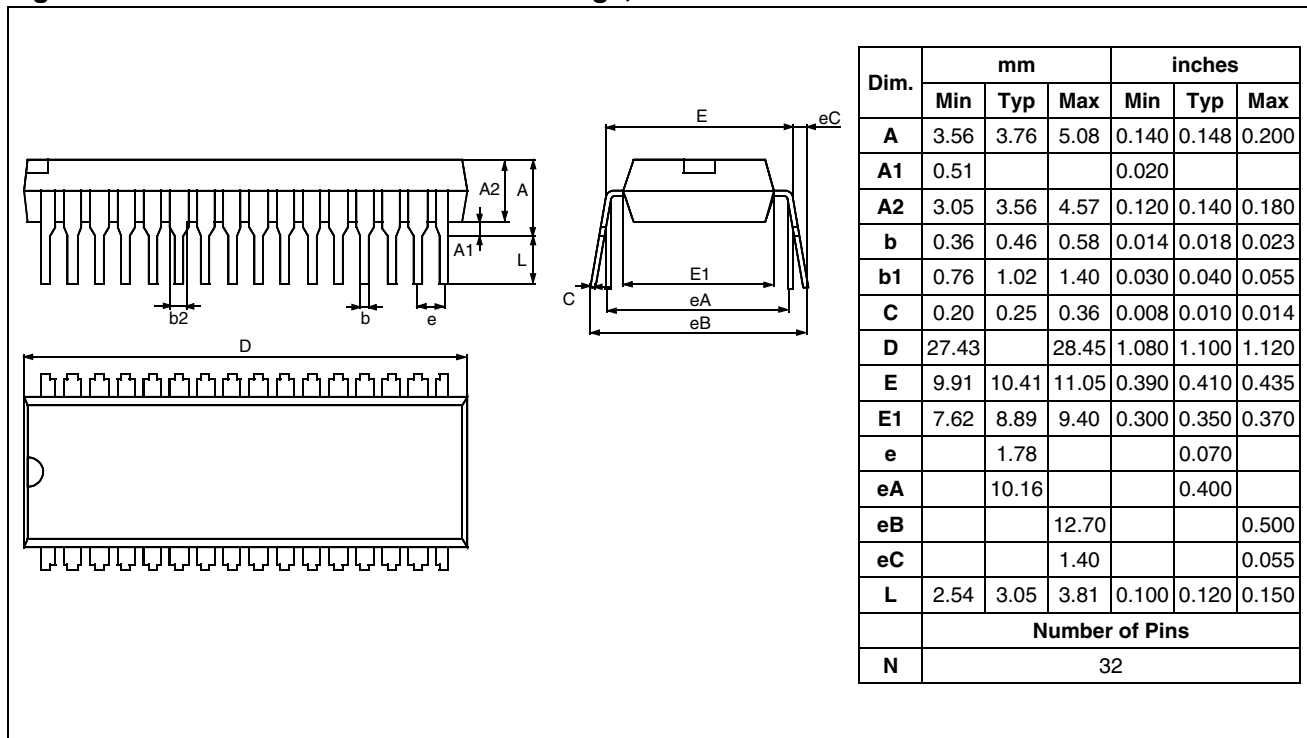 E
eC
A2
A
A1
L
b2
b
e
D
C
E1
eA
eB
Dim. mm inches
Min Typ Max Min Typ Max
A 3.56 3.76 5.08 0.140 0.148 0.200
A1 0.51 0.020
A2 3.05 3.56 4.57 0.120 0.140 0.180
b 0.36 0.46 0.58 0.014 0.018 0.023
b1 0.76 1.02 1.40 0.030 0.040 0.055
C 0.20 0.25 0.36 0.008 0.010 0.014
D 27.43 28.45 1.080 1.100 1.120
E 9.91 10.41 11.05 0.390 0.410 0.435
E1 7.62 8.89 9.40 0.300 0.350 0.370
e 1.78 0.070
eA 10.16 0.400
eB 12.70 0.500
eC 1.40 0.055
L 2.54 3.05 3.81 0.100 0.120 0.150
Number of Pins
N 32